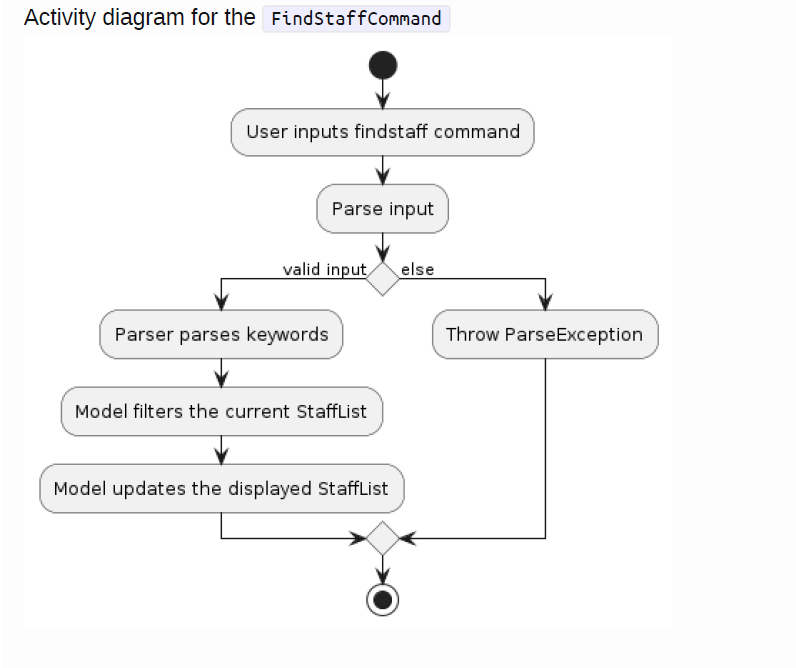 Activity diagram for the FindStaffCommand
User inputs findstaff command
Parse input
valid input
else
Parser parses keywords
Throw ParseException
Model filters the current StaffList
Model updates the displayed StaffList